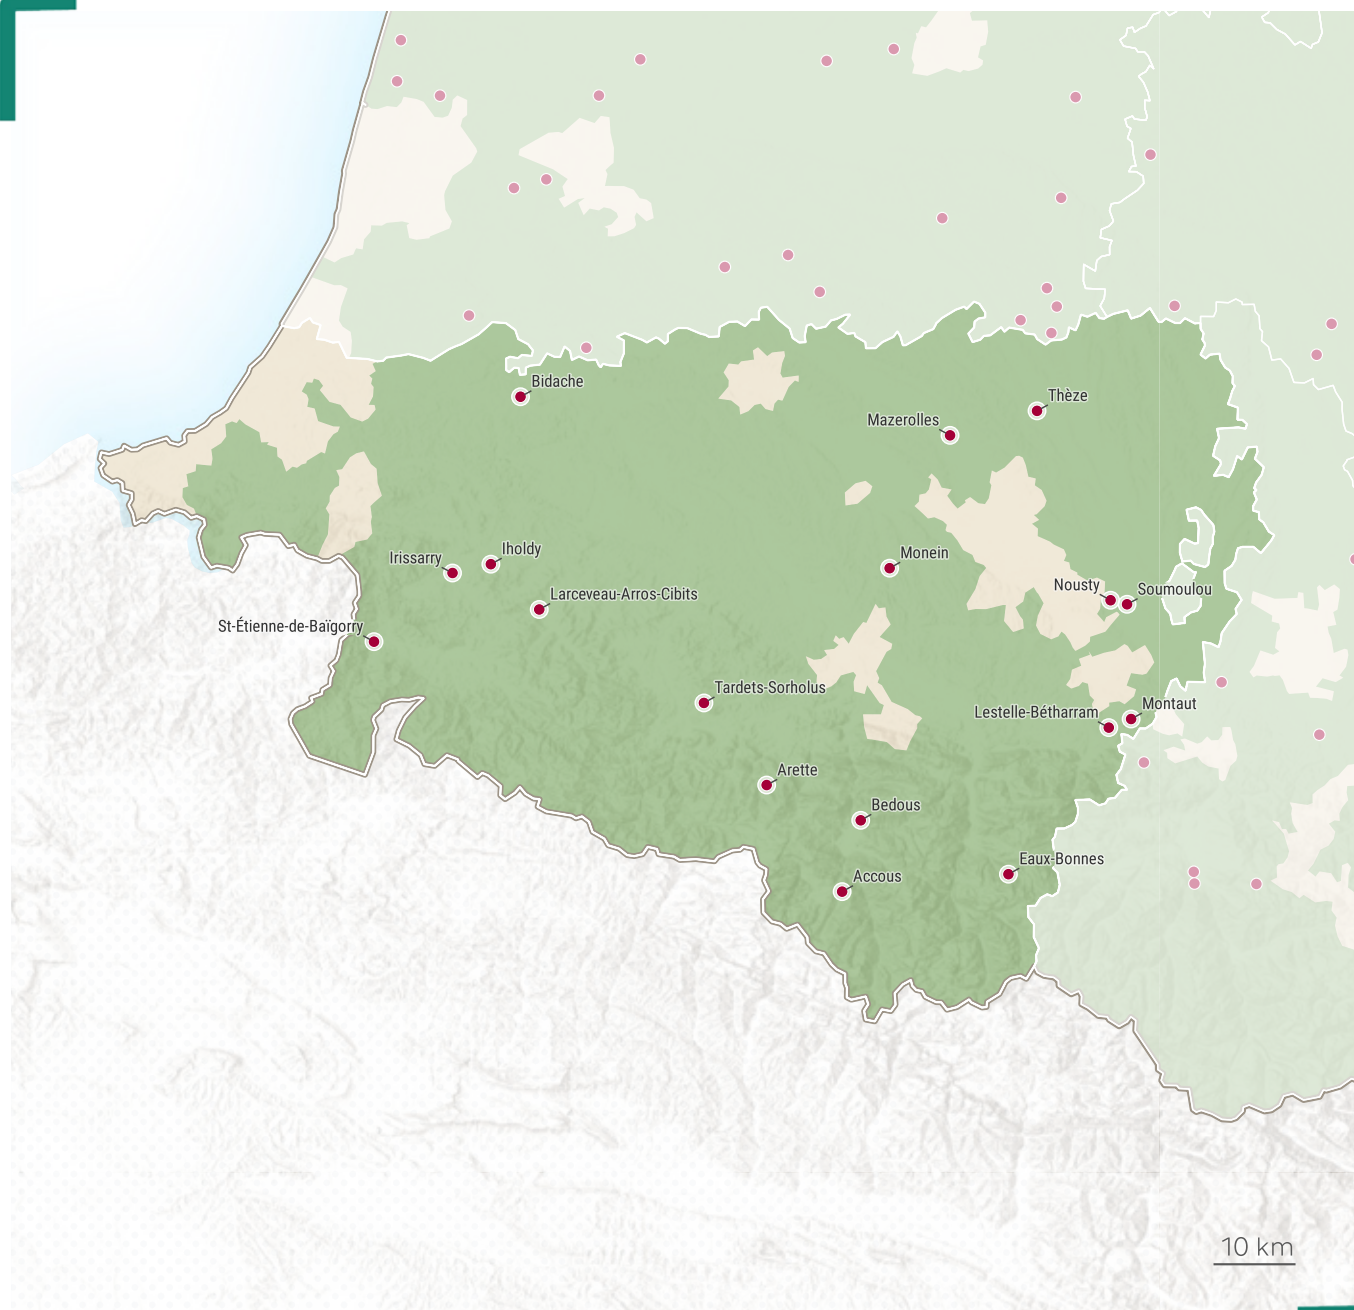 Bidache
Thèze
Mazerolles
Iholdy
Irissarry
Monein
Nousty
Soumoulou
Larceveau-Arros-Cibits
St-Étienne-de-Baïgorry
Tardets-Sorholus
Montaut
Lestelle-Bétharram
Arette
Bedous
Eaux-Bonnes
Accous
10 km